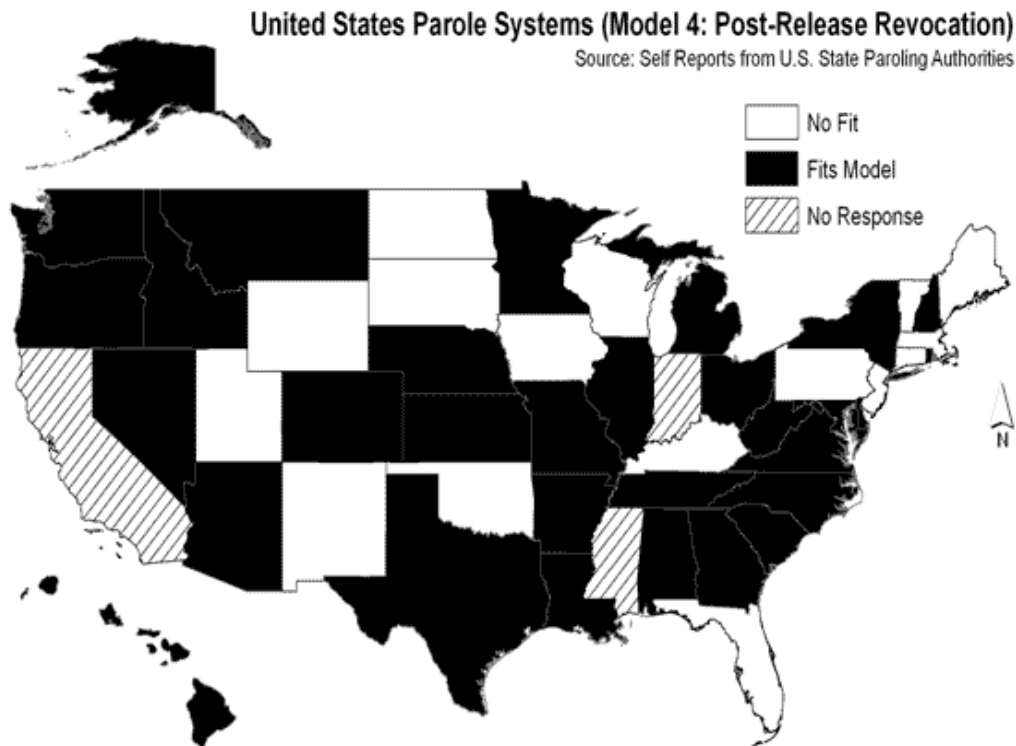 United States Parole Systems (Model 4: Post-Release Revocation)
Source: Self Reports from U.S. State Paroling Authorities
No Fit
Fits Model
No Response
N